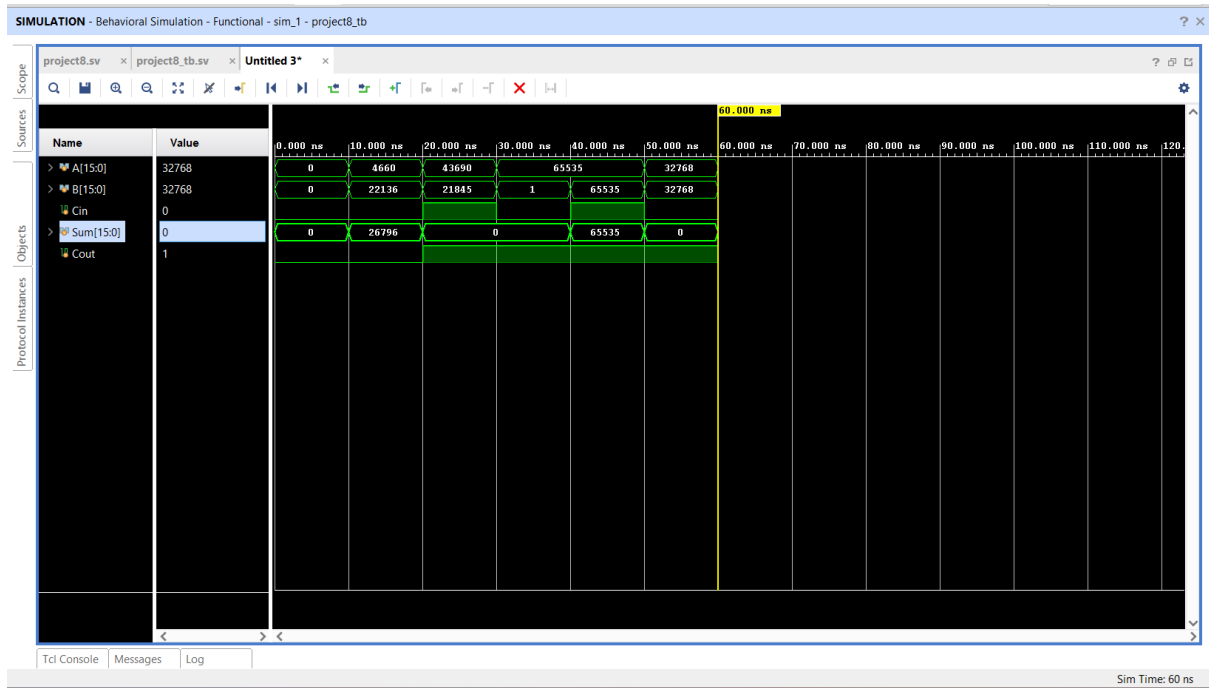 SIMULATION - Behavioral Simulation - Functional - sim_1 - project8_tb ? ×
Scope
Sources
Objects
Protocol Instances
project8.sv × project8_tb.sv × Untitled 3* × ?
60.000 ns
Name Value 0.000 ns 10.000 ns 20.000 ns 30.000 ns 40.000 ns 50.000 ns 60.000 ns 70.000 ns 80.000 ns 90.000 ns 100.000 ns 110.000 ns 120.
A[15:0] 32768 0 4660 43690 65535 32768
B[15:0] 32768 0 22136 21845 1 65535 32768
Cin 0
Sum[15:0] 0 0 26796 0 65535 0
Cout 1
Tcl Console Messages Log
Sim Time: 60 ns